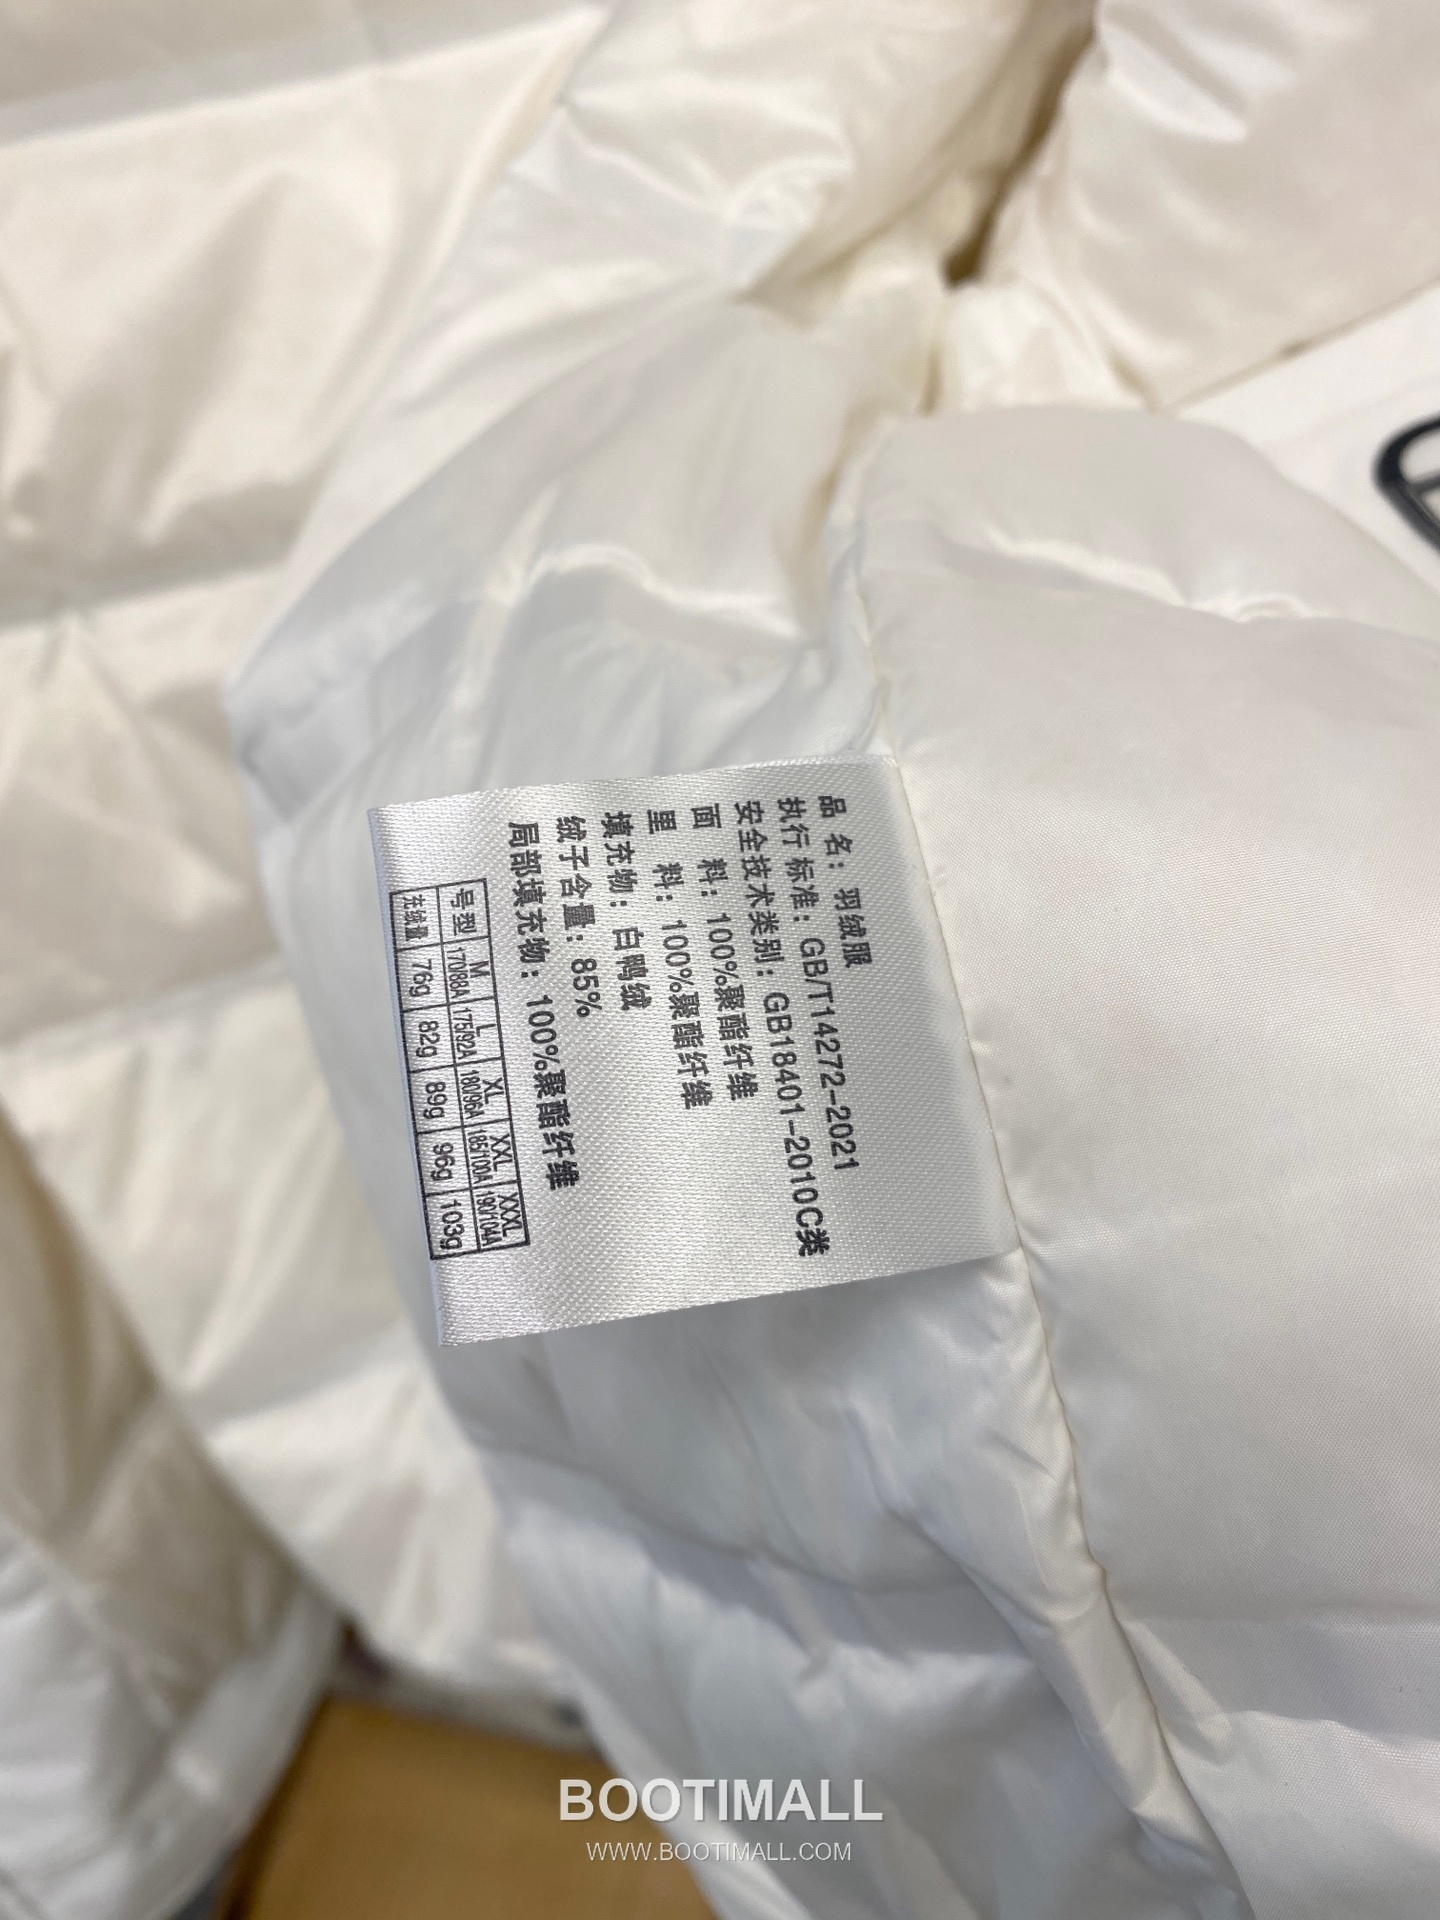 品 名：羽绒服
执行标准：GB/T14272-2021
安全技术类别：GB18401-2010C类
面 料：100%聚酯纤维
里 料：100%聚酯纤维
填充物：白鸭绒
绒子含量：85%
局部填充物：100%聚酯纤维
号型 M L XL XXL XXXL
170/88A 175/92A 180/96A 185/100A 190/104A
充绒量 76g 82g 89g 96g 103g
BOOTIMALL
WWW.BOOTIMALL.COM